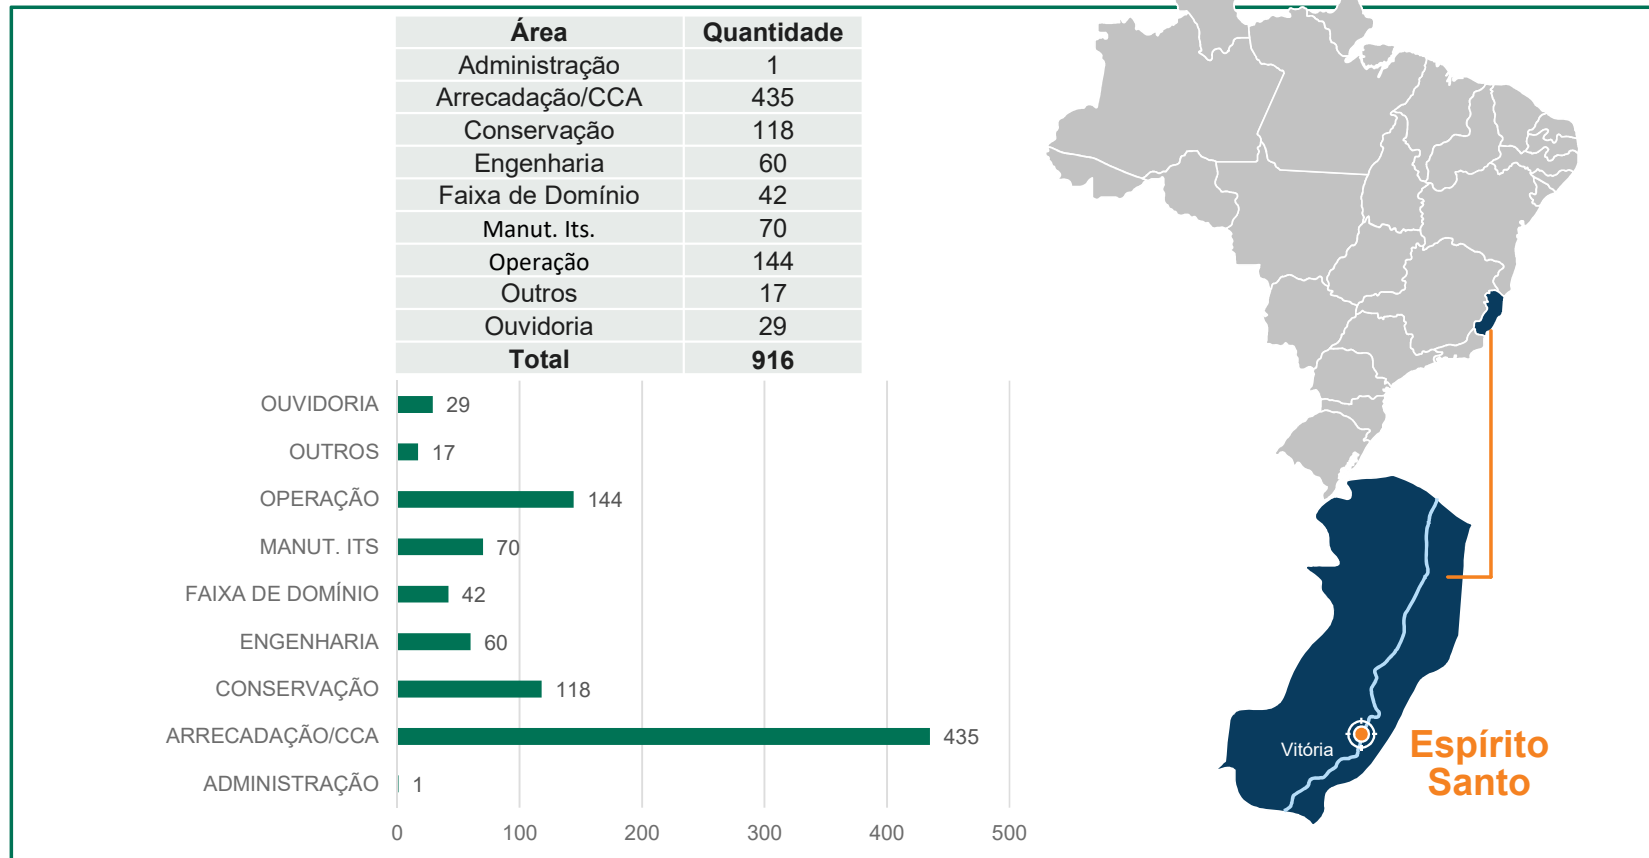 Área Quantidade
Administração 1
Arrecadação/CCA 435
Conservação 118
Engenharia 60
Faixa de Domínio 42
Manut. Its. 70
Operação 144
Outros 17
Ouvidoria 29
Total 916
OUVIDORIA 29
OUTROS 17
OPERAÇÃO 144
MANUT. ITS 70
FAIXA DE DOMÍNIO 42
ENGENHARIA 60
CONSERVAÇÃO 118
ARRECADAÇÃO/CCA 435
ADMINISTRAÇÃO 1
0 100 200 300 400 500
Vitória
Espírito
Santo